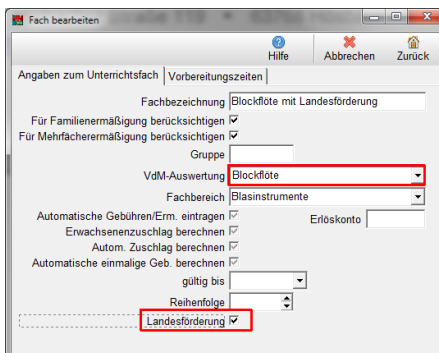 Fach bearbeiten
Hilfe
Abbrechen
Zurück
Angaben zum Unterrichtsfach
Vorbereitungszeiten
Fachbezeichnung Blockflöte mit Landesförderung
Für Familienermäßigung berücksichtigen
Für Mehrfächerermäßigung berücksichtigen
Gruppe
VdM-Auswertung Blockflöte
Fachbereich Blasinstrumente
Automatische Gebühren/Erm. eintragen
Erlöskonto
Erwachsenenzuschlag berechnen
Autom. Zuschlag berechnen
Automatische einmalige Geb. berechnen
gültig bis
Reihenfolge
Landesförderung